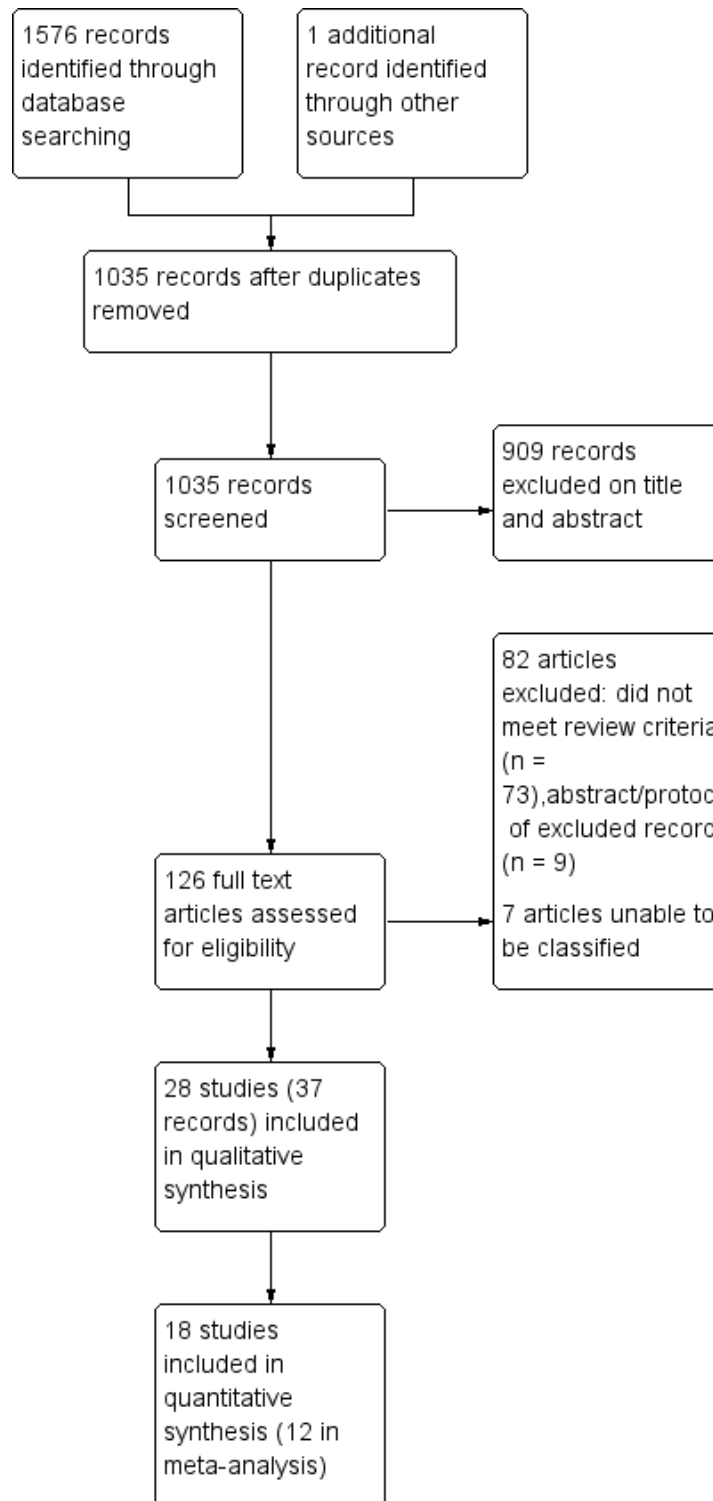 1576 records
identified through
database
searching
1 additional
record identified
through other
sources
1035 records after duplicates
removed
1035 records
screened
909 records
excluded on title
and abstract
82 articles
excluded: did not
meet review criteria
(n =
73),abstract/protoc
of excluded record
(n = 9)
7 articles unable to
be classified
126 full text
articles assessed
for eligibility
28 studies (37
records) included
in qualitative
synthesis
18 studies
included in
quantitative
synthesis (12 in
meta-analysis)